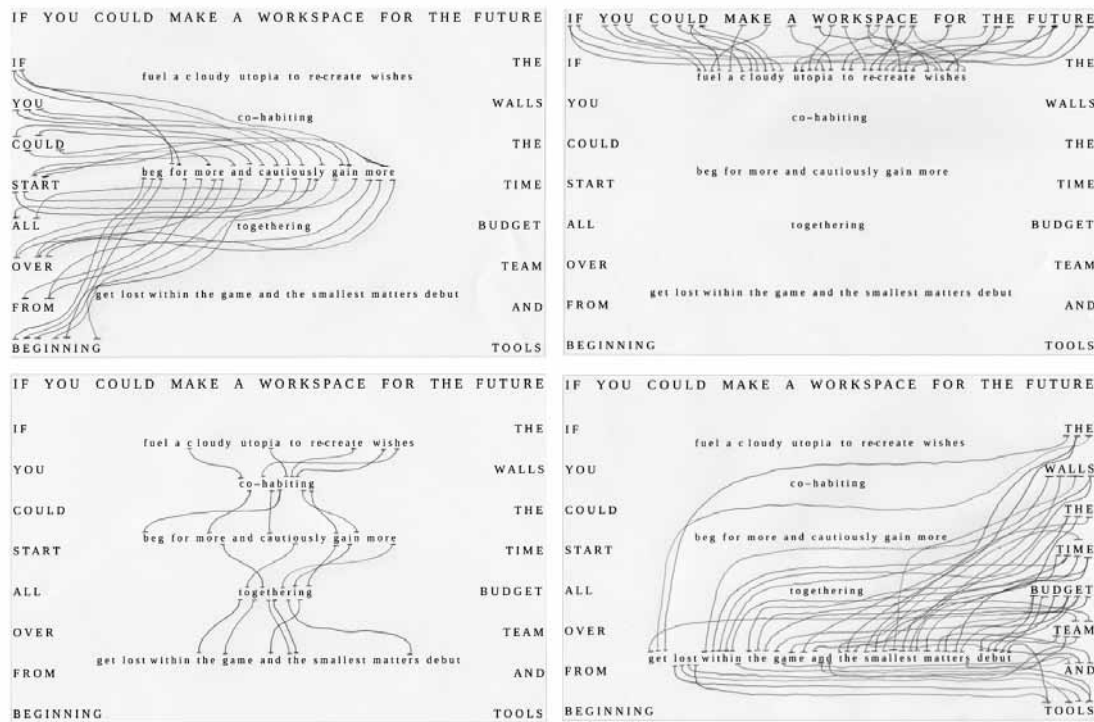 IF YOU COULD MAKE A WORKSPACE FOR THE FUTURE
IF THE
fuel a cloudy utopia to re-create wishes
YOU WALLS
co-habiting
COULD THE
beg for more and cautiously gain more
START TIME
ALL togethering BUDGET
OVER TEAM
get lost within the game and the smallest matters debut
FROM AND
BEGINNING TOOLS
IF YOU COULD MAKE A WORKSPACE FOR THE FUTURE
IF THE
fuel a cloudy utopia to re-create wishes
YOU WALLS
co-habiting
COULD THE
beg for more and cautiously gain more
START TIME
ALL togethering BUDGET
OVER TEAM
get lost within the game and the smallest matters debut
FROM AND
BEGINNING TOOLS
IF YOU COULD MAKE A WORKSPACE FOR THE FUTURE
IF THE
fuel a cloudy utopia to re-create wishes
YOU WALLS
co-habiting
COULD THE
beg for more and cautiously gain more
START TIME
ALL togethering BUDGET
OVER TEAM
get lost within the game and the smallest matters debut
FROM AND
BEGINNING TOOLS
IF YOU COULD MAKE A WORKSPACE FOR THE FUTURE
IF THE
fuel a cloudy utopia to re-create wishes
YOU WALLS
co-habiting
COULD THE
beg for more and cautiously gain more
START TIME
ALL togethering BUDGET
OVER TEAM
get lost within the game and the smallest matters debut
FROM AND
BEGINNING TOOLS